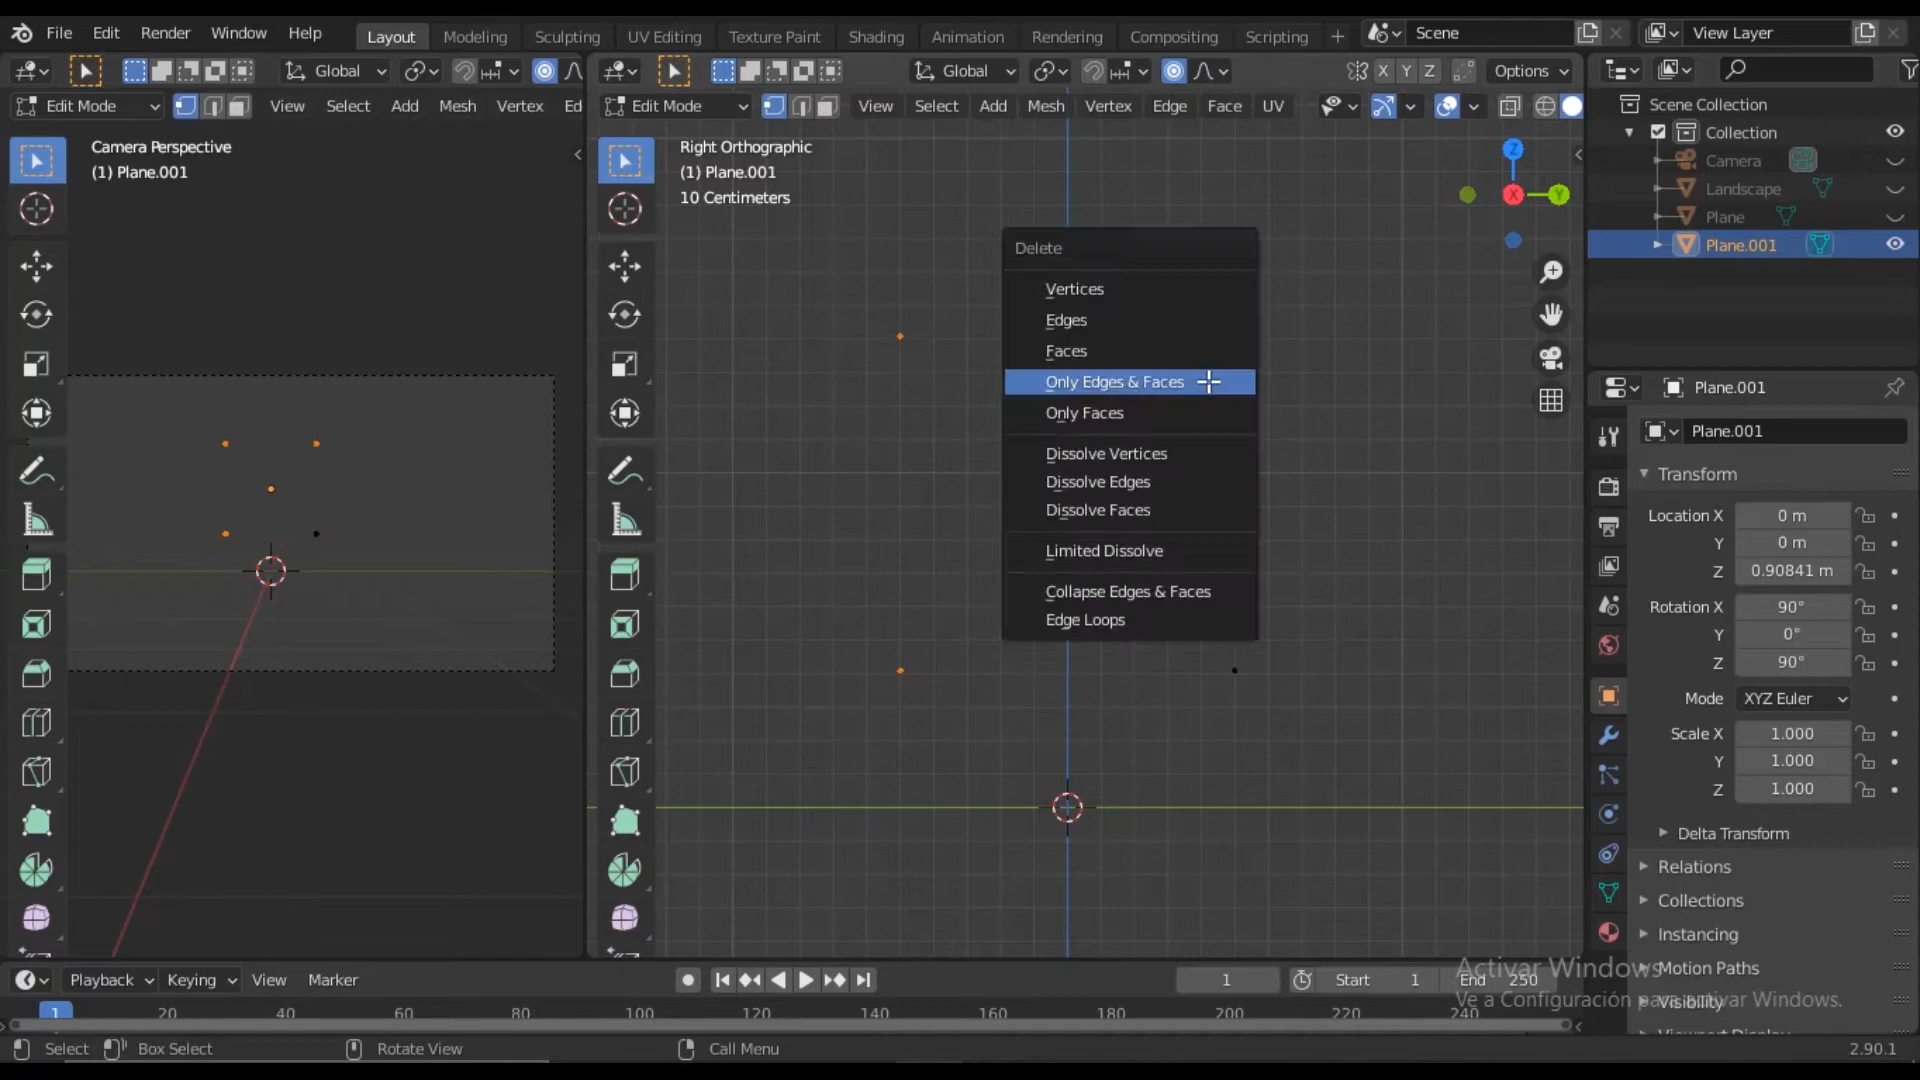 File Edit Render Window Help Layout Modeling Sculpting UV Editing Texture Paint Shading Animation Rendering Compositing Scripting + Scene View Layer
Global Global X Y Z Options
Edit Mode View Select Add Mesh Vertex Ed Edit Mode View Select Add Mesh Vertex Edge Face UV
Camera Perspective
(1) Plane.001
Right Orthographic
(1) Plane.001
10 Centimeters
Z
X
Y
Delete
Vertices
Edges
Faces
Only Edges & Faces
Only Faces
Dissolve Vertices
Dissolve Edges
Dissolve Faces
Limited Dissolve
Collapse Edges & Faces
Edge Loops
Scene Collection
Collection
Camera
Landscape
Plane
Plane.001
Plane.001
Plane.001
Transform
Location X 0 m
Y 0 m
Z 0.90841 m
Rotation X 90°
Y 0°
Z 90°
Mode XYZ Euler
Scale X 1.000
Y 1.000
Z 1.000
Delta Transform
Relations
Collections
Instancing
Motion Paths
Visibility
Viewport Display
Activar Windows
Ve a Configuración para activar Windows.
Playback Keying View Marker 1 Start 1 End 250
1 20 40 60 80 100 120 140 160 180 200 220 240
Select Box Select Rotate View Call Menu 2.90.1